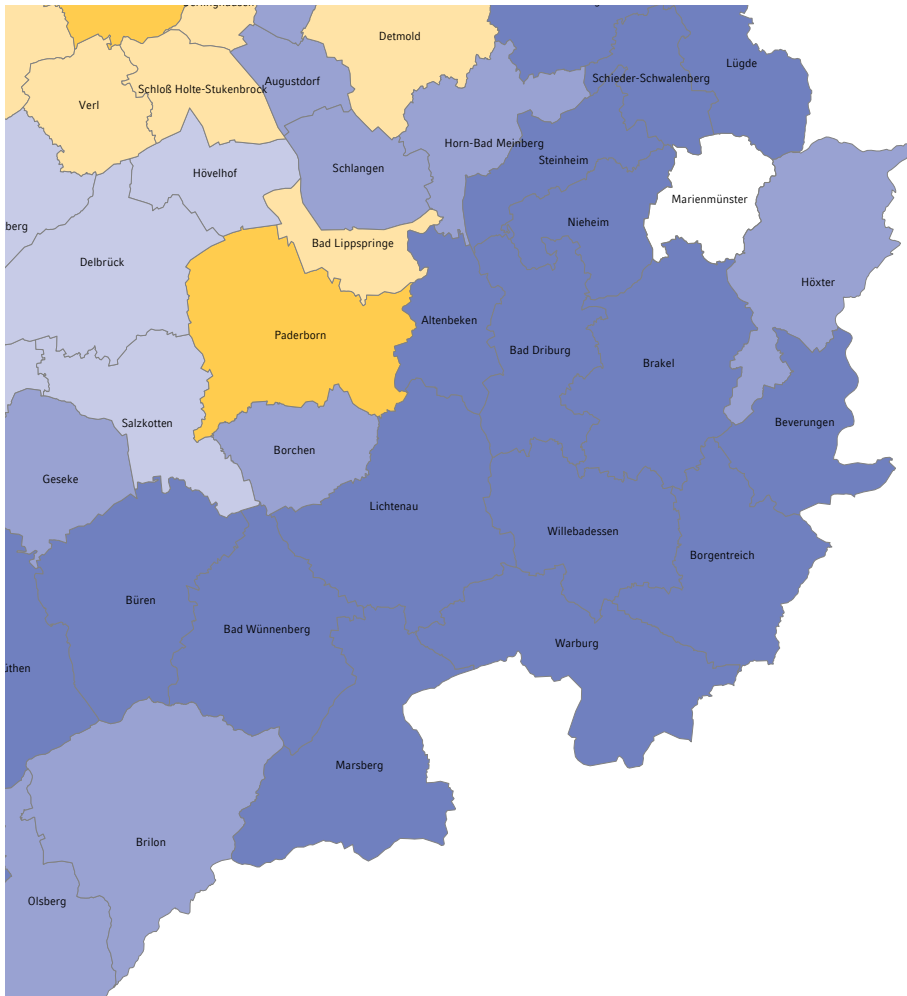 Detmold
Lügde
Schieder-Schwalenberg
Augustdorf
Schloß Holte-Stukenbrock
Verl
Horn-Bad Meinberg
Steinheim
Schlangen
Hövelhof
Marienmünster
Nieheim
berg
Bad Lippspringe
Delbrück
Höxter
Altenbeken
Paderborn
Bad Driburg
Brakel
Salzkotten
Beverungen
Borchen
Geseke
Lichtenau
Willebadessen
Borgentreich
Büren
Bad Wünnenberg
Warburg
üthen
Marsberg
Brilon
Olsberg